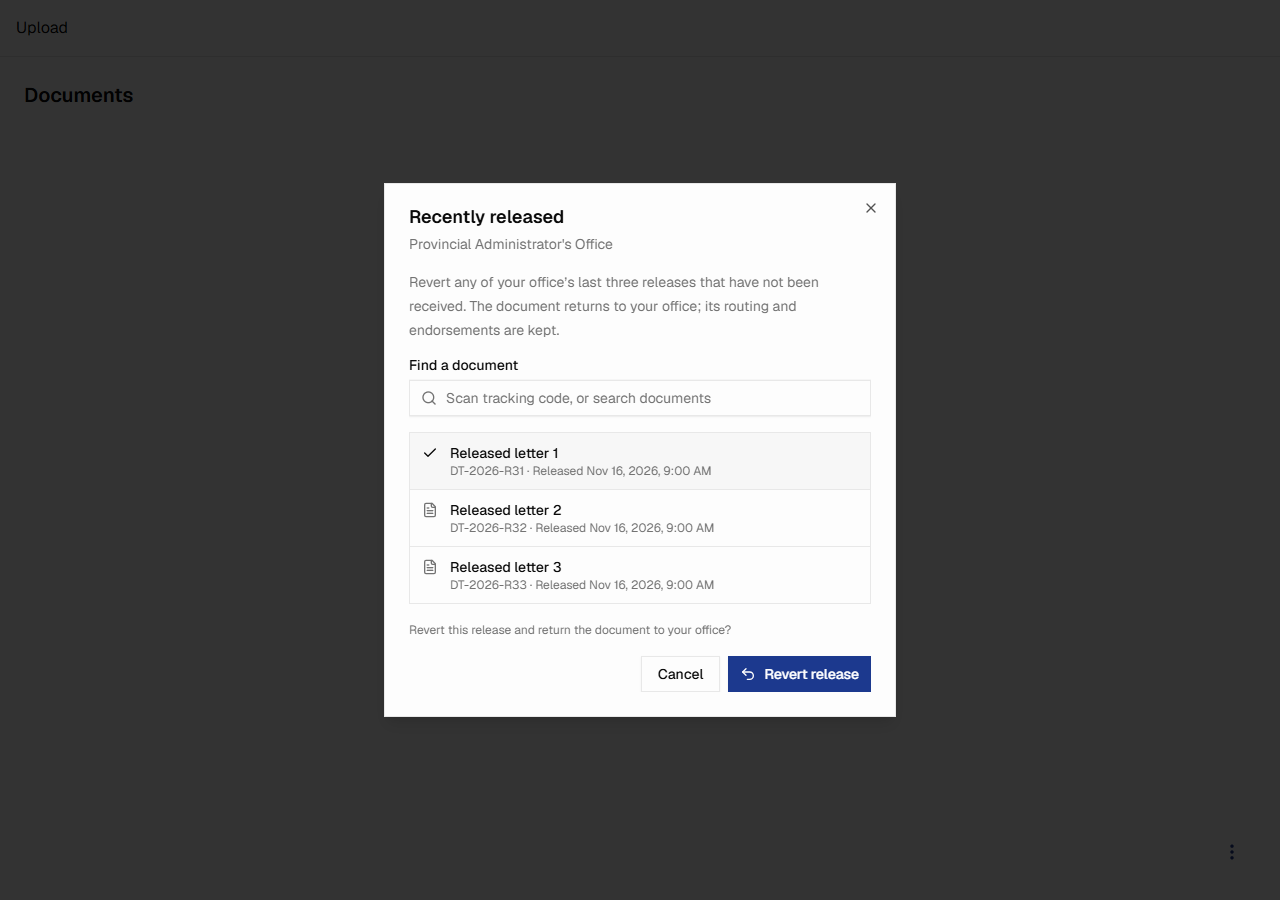 Upload
Documents
Recently released
Provincial Administrator's Office
Revert any of your office's last three releases that have not been
received. The document returns to your office; its routing and
endorsements are kept.
Find a document
Scan tracking code, or search documents
Released letter 1
DT-2026-R31 · Released Nov 16, 2026, 9:00 AM
Released letter 2
DT-2026-R32 · Released Nov 16, 2026, 9:00 AM
Released letter 3
DT-2026-R33 · Released Nov 16, 2026, 9:00 AM
Revert this release and return the document to your office?
Cancel
Revert release